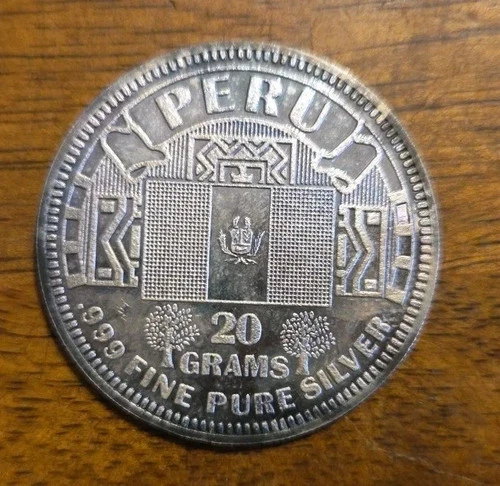 PERU
20
GRAMS
.999 FINE PURE SILVER